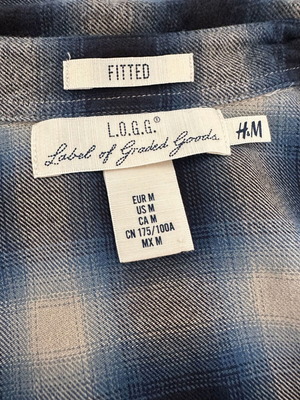 FITTED
L.O.G.G.®
Label of Graded Goods.
H&M
EUR M
US M
CA M
CN 175/100A
MX M